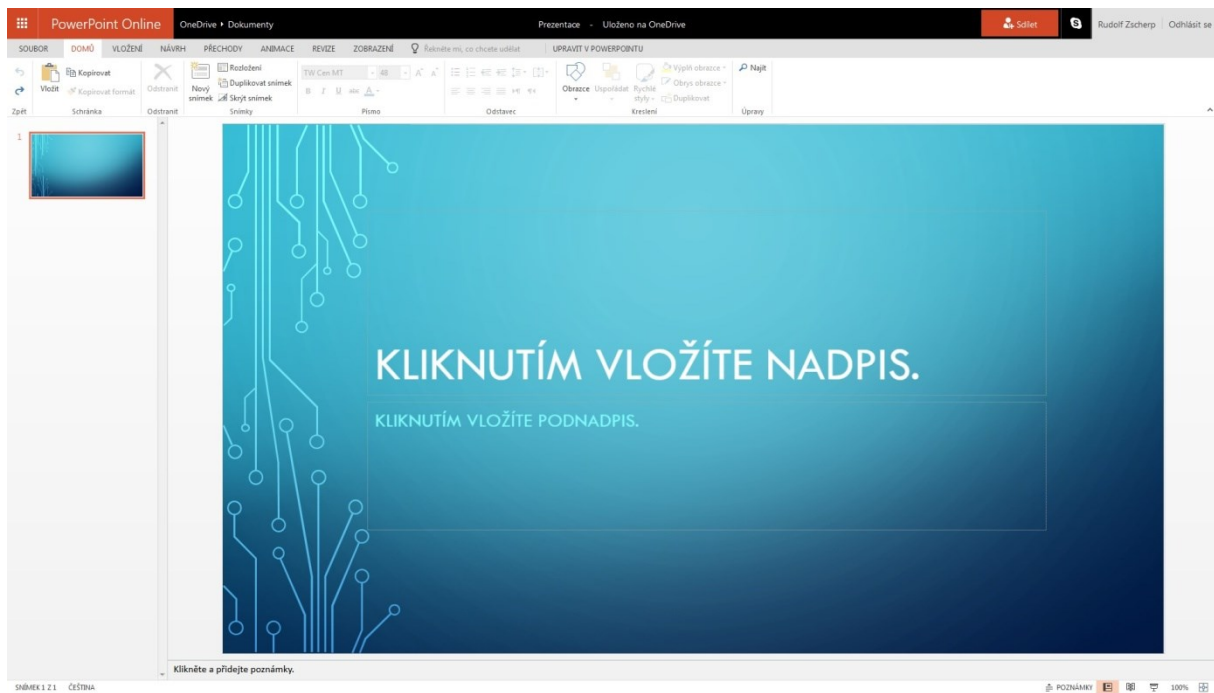 PowerPoint Online OneDrive ▸ Dokumenty Prezentace - Uloženo na OneDrive Sdílet Rudolf Zscherp Odhlásit se
SOUBOR DOMŮ VLOŽENÍ NÁVRH PŘECHODY ANIMACE REVIZE ZOBRAZENÍ Řekněte mi, co chcete udělat UPRAVIT V POWERPOINTU
Vložit
Kopírovat
Kopírovat formát
Odstranit
Nový snímek
Rozložení
Duplikovat snímek
Skrýt snímek
TW Cen MT 48
B I U abc A
Obrazce
Uspořádat
Rychlé styly
Výplň obrazce
Obrys obrazce
Duplikovat
Najít
Zpět Schránka Odstranit Snímky Písmo Odstavec Kreslení Úpravy
1
KLIKNUTÍM VLOŽÍTE NADPIS.
KLIKNUTÍM VLOŽÍTE PODNADPIS.
Klikněte a přidejte poznámky.
SNÍMEK 1 Z 1 ČEŠTINA POZNÁMKY 100%